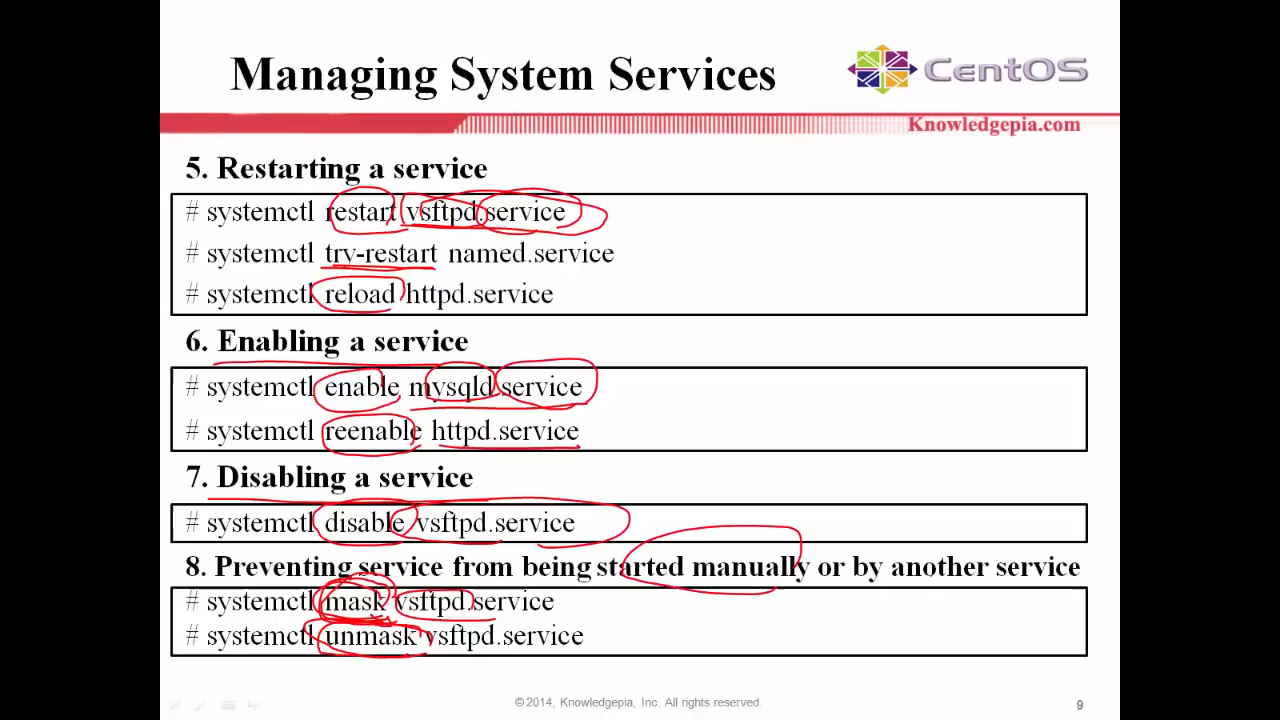 Managing System Services
CentOS
Knowledgepia.com
5. Restarting a service
# systemctl restart vsftpd.service
# systemctl try-restart named.service
# systemctl reload httpd.service
6. Enabling a service
# systemctl enable mysqld.service
# systemctl reenable httpd.service
7. Disabling a service
# systemctl disable vsftpd.service
8. Preventing service from being started manually or by another service
# systemctl mask vsftpd.service
# systemctl unmask vsftpd.service
© 2014, Knowledgepia, Inc. All rights reserved.
9